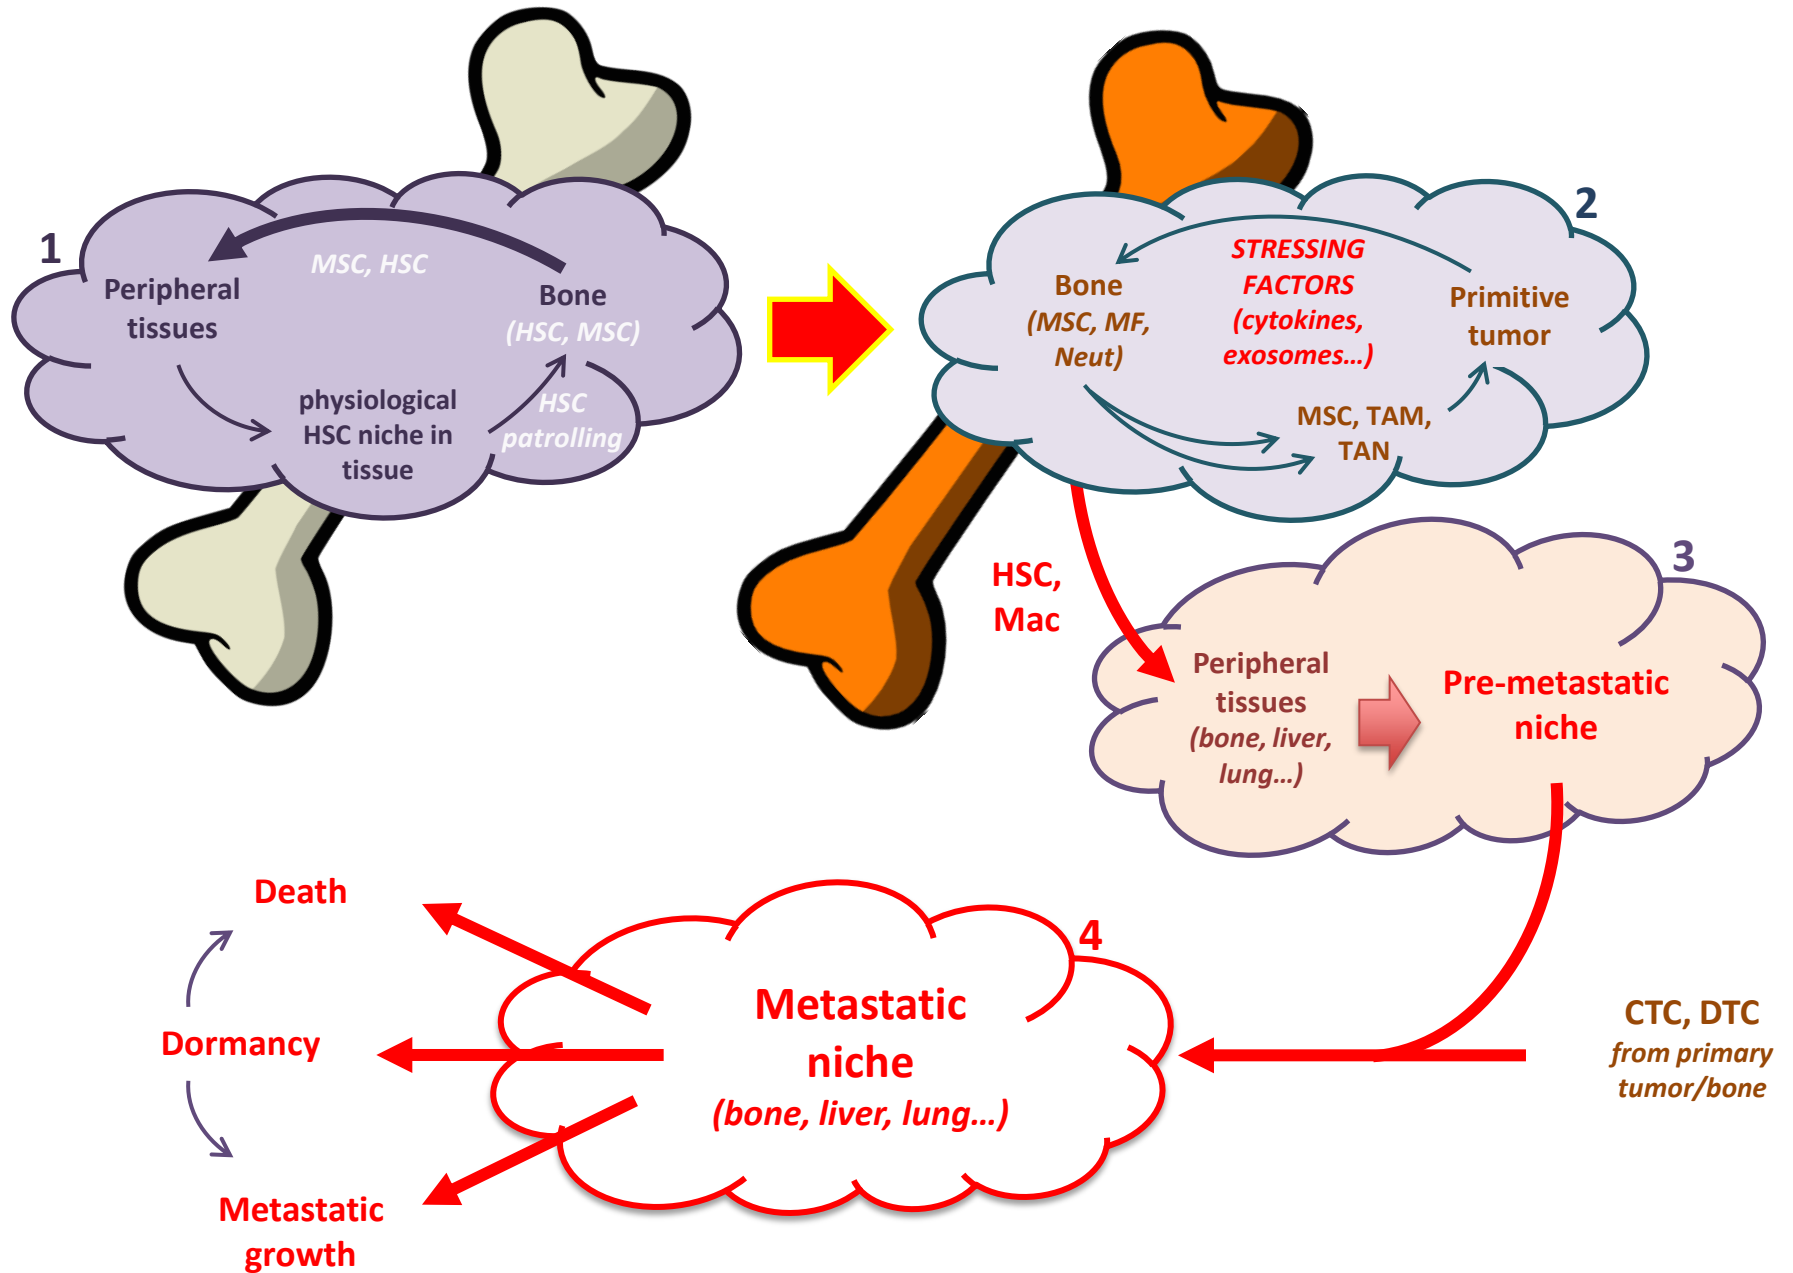 1
MSC, HSC
Peripheral
tissues
Bone
(HSC, MSC)
physiological
HSC niche in
tissue
HSC
patrolling
2
STRESSING
FACTORS
(cytokines,
exosomes...)
Bone
(MSC, MF,
Neut)
Primitive
tumor
MSC, TAM,
TAN
HSC,
Mac
3
Peripheral
tissues
(bone, liver,
lung...)
Pre-metastatic
niche
4
Metastatic
niche
(bone, liver, lung...)
CTC, DTC
from primary
tumor/bone
Death
Dormancy
Metastatic
growth